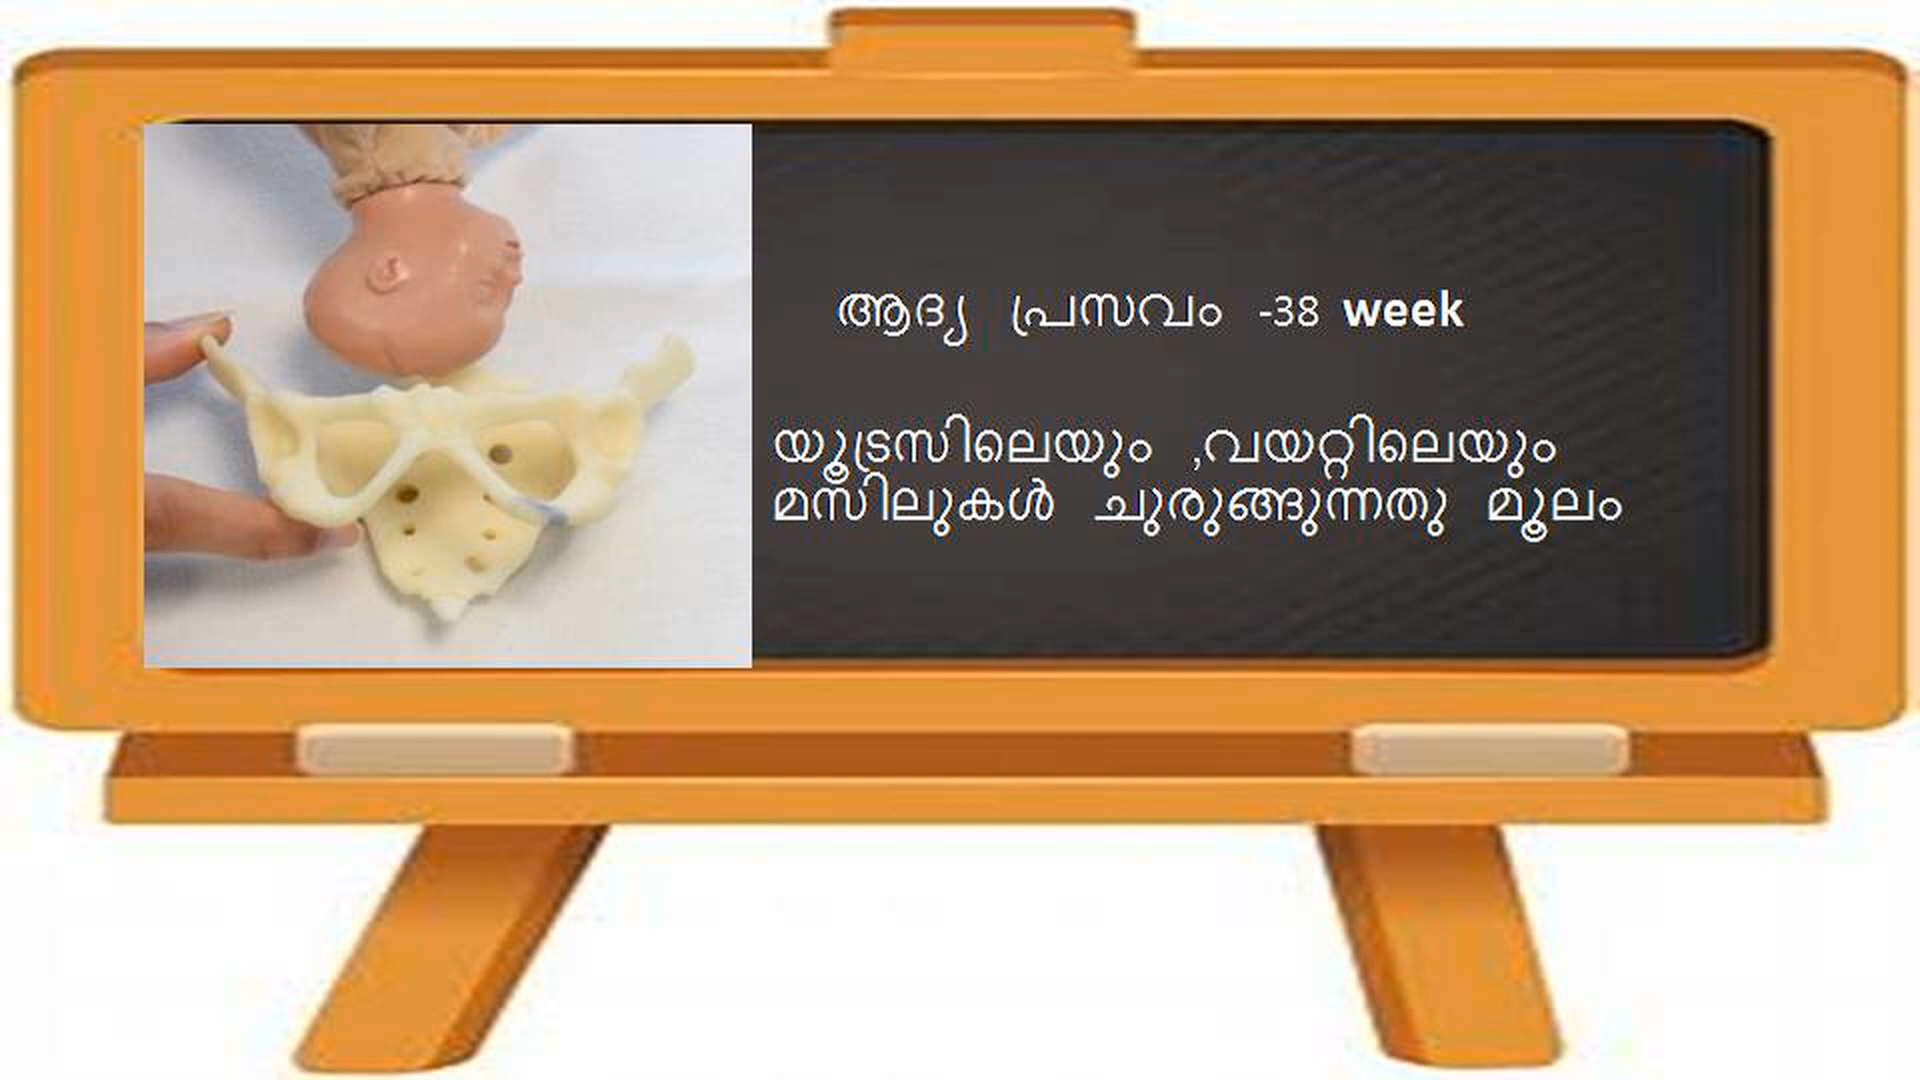 ആദ്യ പ്രസവം -38 week
യൂട്രസിലെയും ,വയറ്റിലെയും
മസിലുകൾ ചുരുങ്ങുന്നതു മൂലം